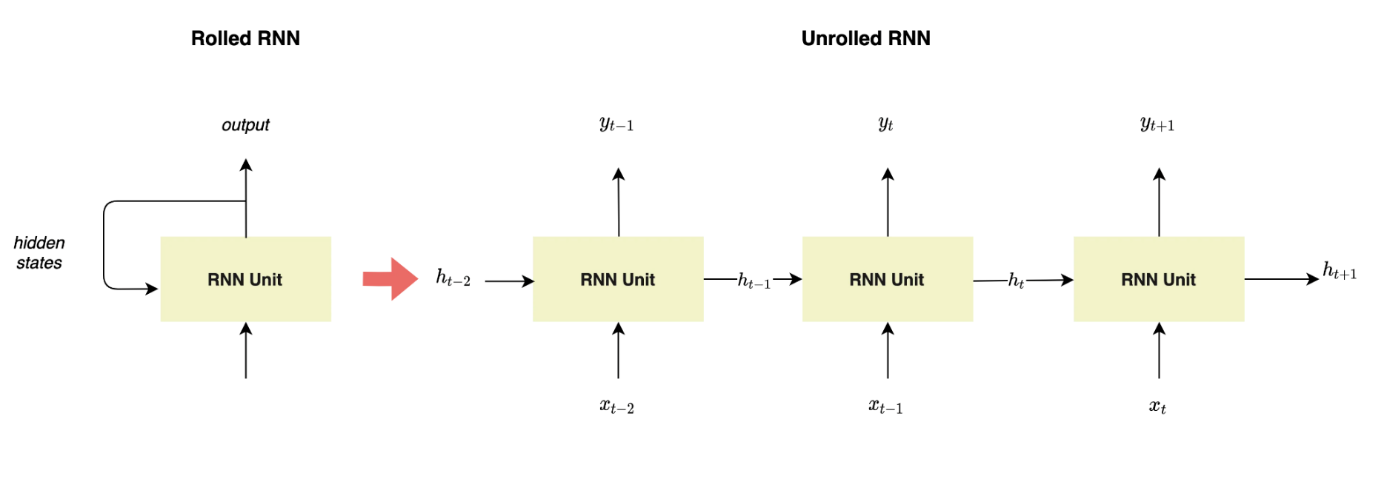 Rolled RNN
output
hidden
states
RNN Unit
Unrolled RNN
y_{t-1}
y_t
y_{t+1}
h_{t-2}
RNN Unit
h_{t-1}
RNN Unit
h_t
RNN Unit
h_{t+1}
x_{t-2}
x_{t-1}
x_t